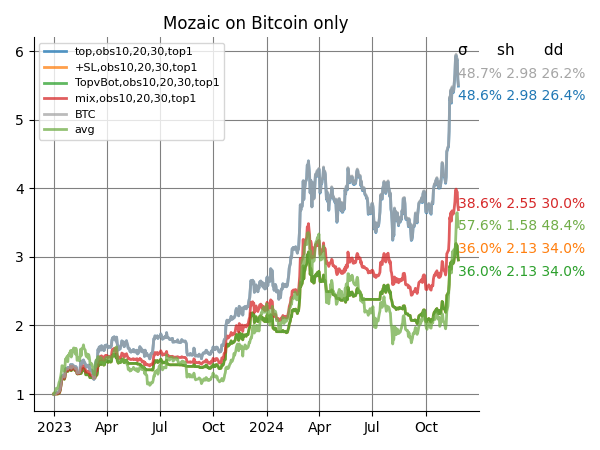 Mozaic on Bitcoin only
σ sh dd
top,obs10,20,30,top1
+SL,obs10,20,30,top1
TopvBot,obs10,20,30,top1
mix,obs10,20,30,top1
BTC
avg
48.7% 2.98 26.2%
48.6% 2.98 26.4%
38.6% 2.55 30.0%
57.6% 1.58 48.4%
36.0% 2.13 34.0%
36.0% 2.13 34.0%
6
5
4
3
2
1
2023 Apr Jul Oct 2024 Apr Jul Oct